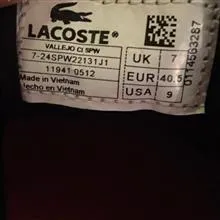 LACOSTE
VALLEJO CI SPW
7-24SPW22131J1
11941 0512
Made in Vietnam
Hecho en Vietnam
UK 7
EUR 40.5
USA 9
0114563287